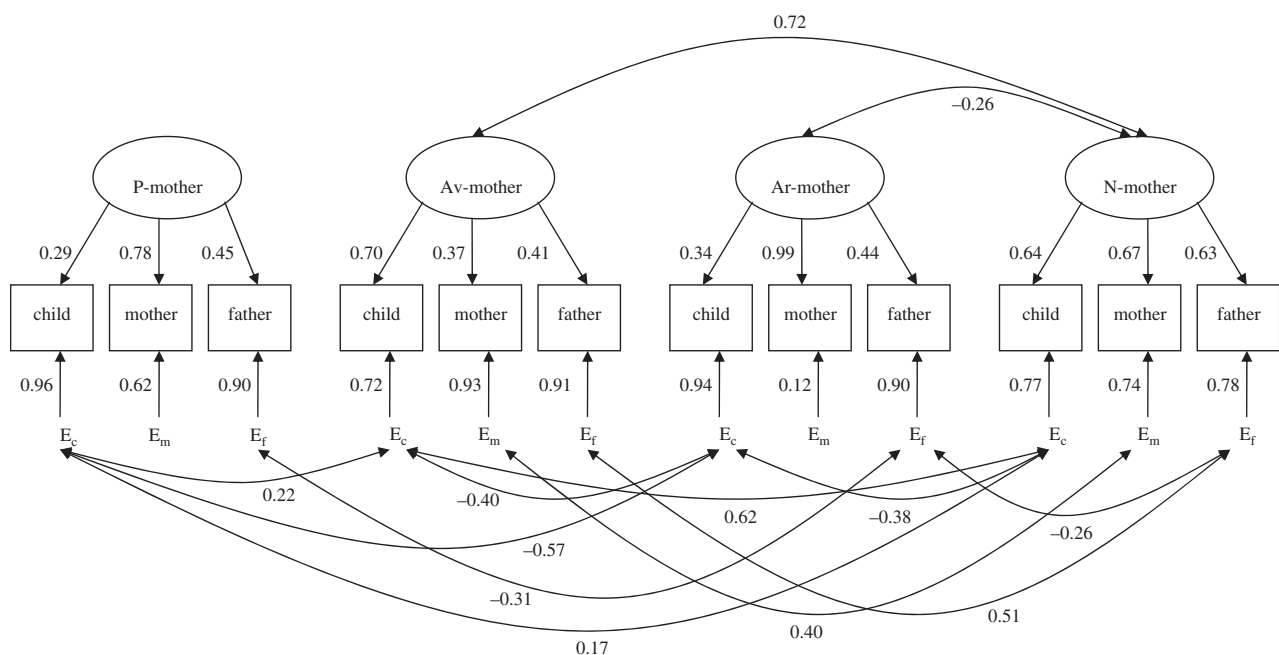 0.72
–0.26
P-mother Av-mother Ar-mother N-mother
0.29 0.78 0.45 0.70 0.37 0.41 0.34 0.99 0.44 0.64 0.67 0.63
child mother father child mother father child mother father child mother father
0.96 0.62 0.90 0.72 0.93 0.91 0.94 0.12 0.90 0.77 0.74 0.78
Ec Em Ef Ec Em Ef Ec Em Ef Ec Em Ef
0.22 –0.40 0.62 –0.38 –0.26
–0.57
–0.31 0.40 0.51
0.17